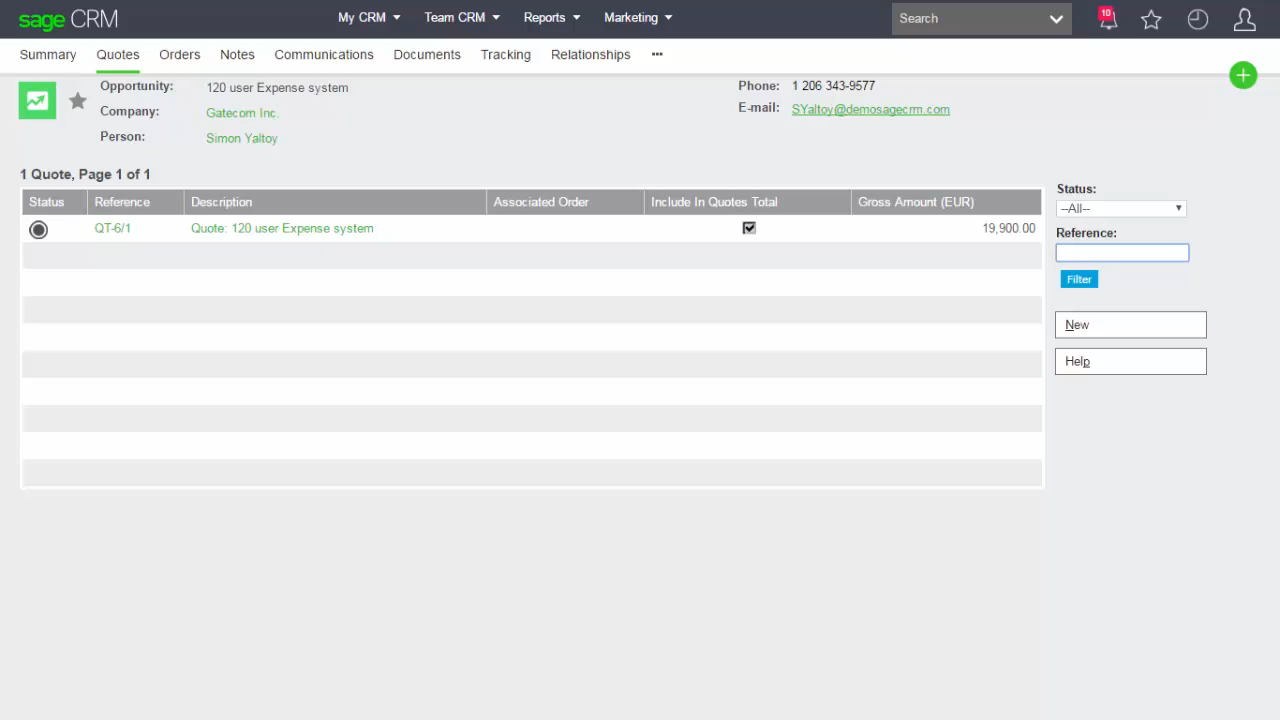 sage CRM My CRM Team CRM Reports Marketing Search 10
Summary Quotes Orders Notes Communications Documents Tracking Relationships •••
Opportunity: 120 user Expense system Phone: 1 206 343-9577
Company: Gatecom Inc. E-mail: SYaltoy@demosagecrm.com
Person: Simon Yaltoy
1 Quote, Page 1 of 1
Status Reference Description Associated Order Include In Quotes Total Gross Amount (EUR)
QT-6/1 Quote: 120 user Expense system 19,900.00
Status:
--All--
Reference:
Filter
New
Help